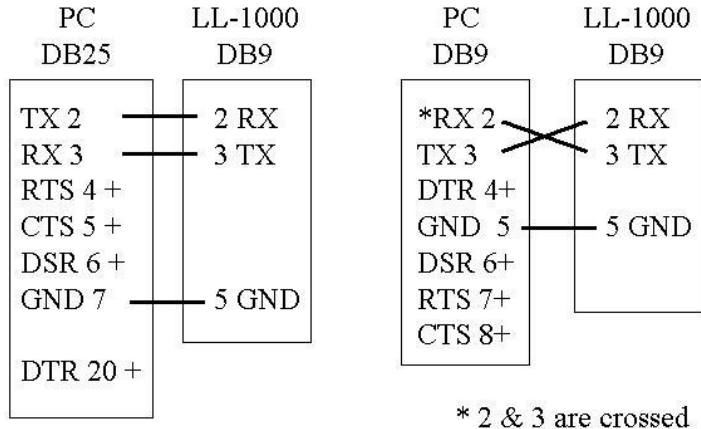 PC LL-1000
DB25 DB9
TX 2 2 RX
RX 3 3 TX
RTS 4 +
CTS 5 +
DSR 6 +
GND 7 5 GND
DTR 20 +
PC LL-1000
DB9 DB9
*RX 2 2 RX
TX 3 3 TX
DTR 4+
GND 5 5 GND
DSR 6+
RTS 7+
CTS 8+
* 2 & 3 are crossed